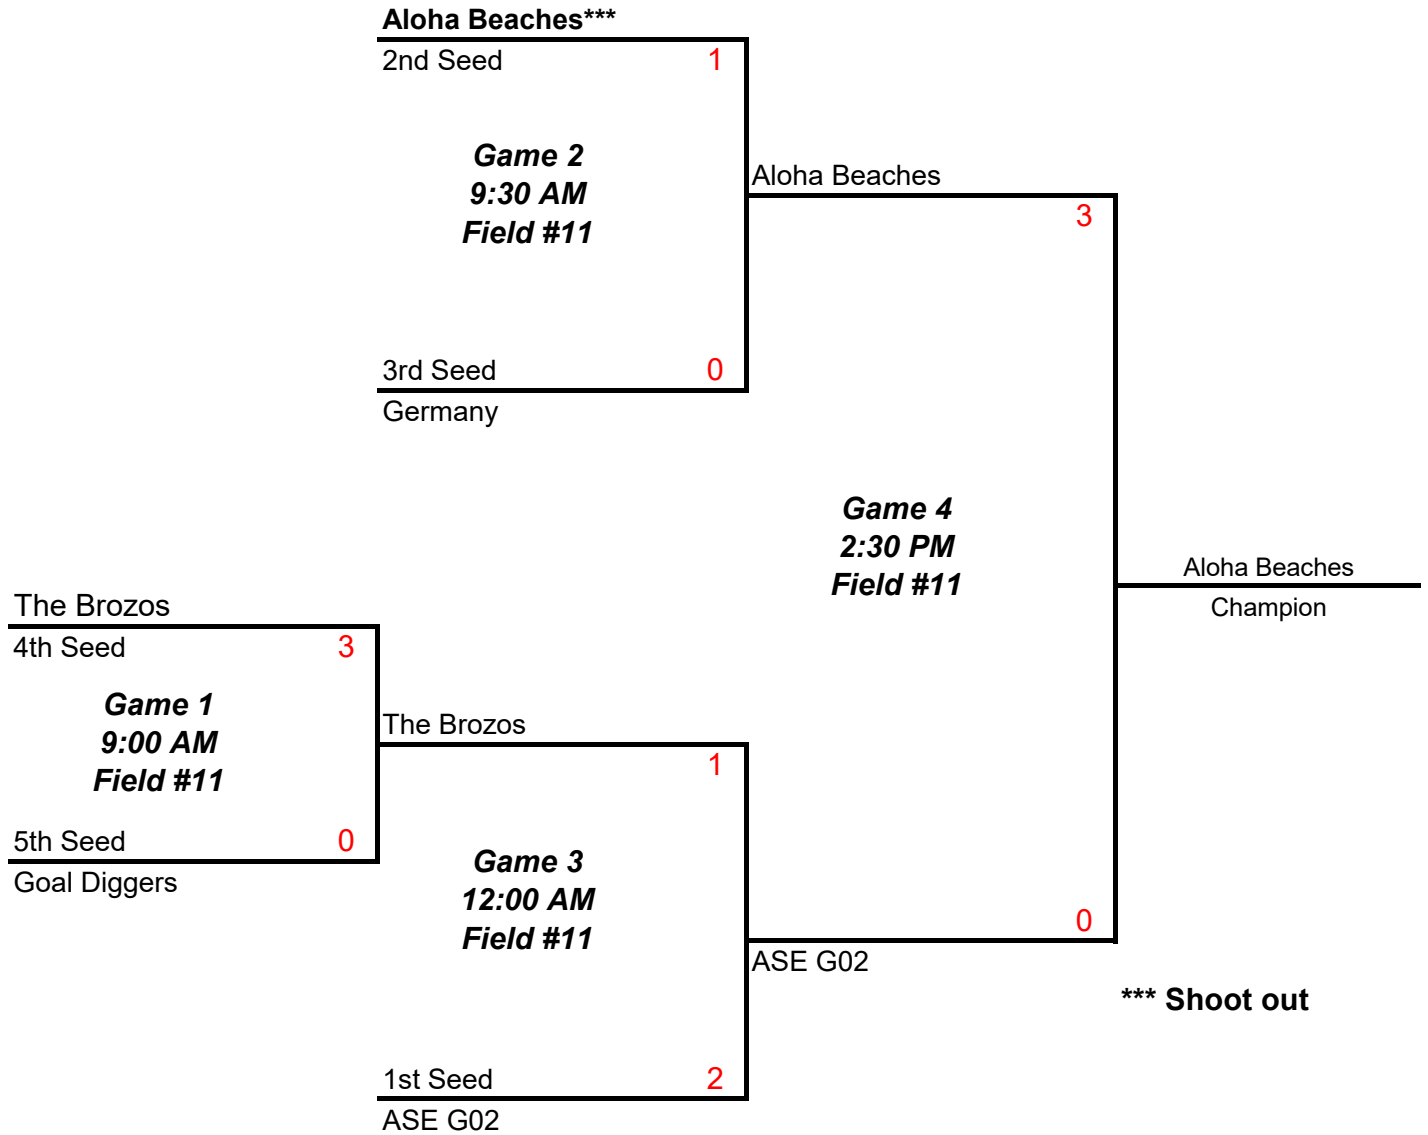 Aloha Beaches***
2nd Seed 1
Game 2
9:30 AM
Field #11
3rd Seed 0
Germany
Aloha Beaches
3
Game 4
2:30 PM
Field #11
Aloha Beaches
Champion
The Brozos
4th Seed 3
Game 1
9:00 AM
Field #11
5th Seed 0
Goal Diggers
The Brozos
1
Game 3
12:00 AM
Field #11
0
ASE G02
*** Shoot out
1st Seed 2
ASE G02